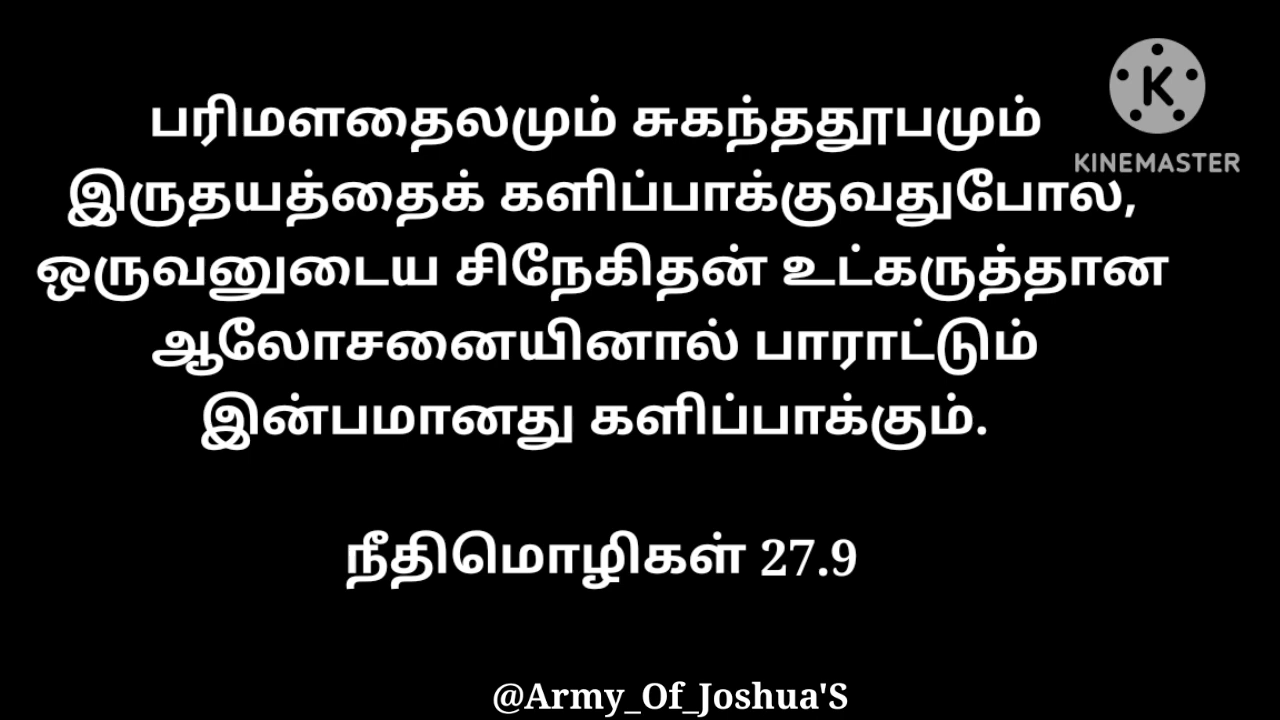 பரிமளதைலமும் சுகந்ததூபமும்
இருதயத்தைக் களிப்பாக்குவதுபோல,
ஒருவனுடைய சிநேகிதன் உட்கருத்தான
ஆலோசனையினால் பாராட்டும்
இன்பமானது களிப்பாக்கும்.
நீதிமொழிகள் 27.9
@Army_Of_Joshua'S
K
KINEMASTER